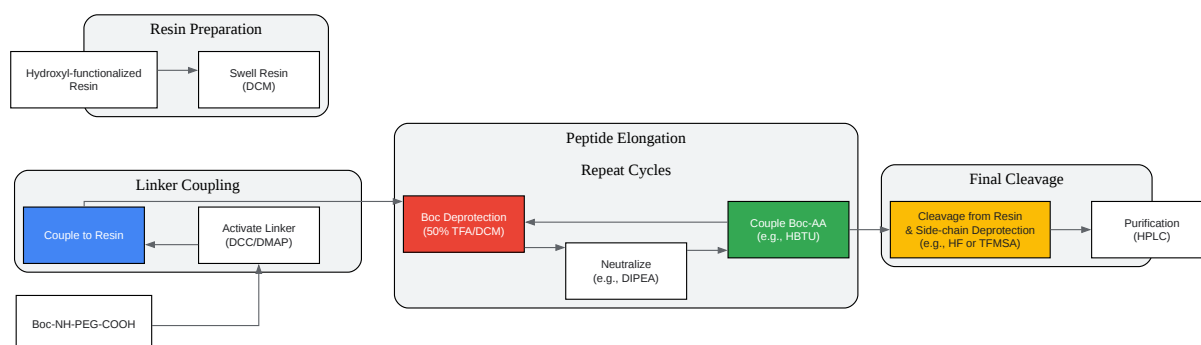 Resin Preparation
Hydroxyl-functionalized
Resin
Swell Resin
(DCM)
Linker Coupling
Couple to Resin
Activate Linker
(DCC/DMAP)
Boc-NH-PEG-COOH
Peptide Elongation
Repeat Cycles
Boc Deprotection
(50% TFA/DCM)
Neutralize
(e.g., DIPEA)
Couple Boc-AA
(e.g., HBTU)
Final Cleavage
Cleavage from Resin
& Side-chain Deprotection
(e.g., HF or TFMSA)
Purification
(HPLC)